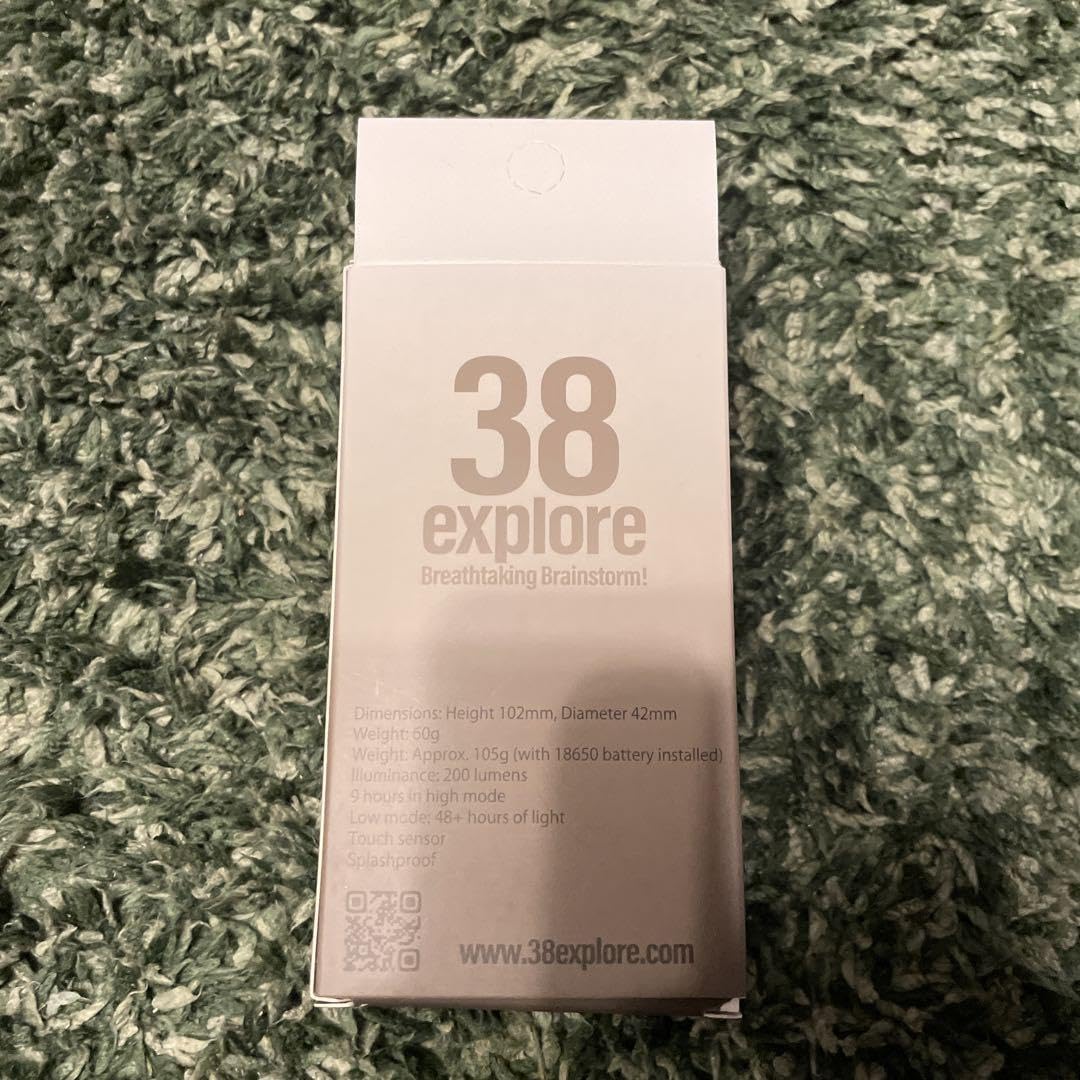 38
explore
Breathtaking Brainstorm!
Dimensions: Height 102mm, Diameter 42mm
Weight: 60g
Weight: Approx. 105g (with 18650 battery installed)
Illuminance: 200 lumens
9 hours in high mode
Low mode: 48+ hours of light
Touch sensor
Splashproof
www.38explore.com